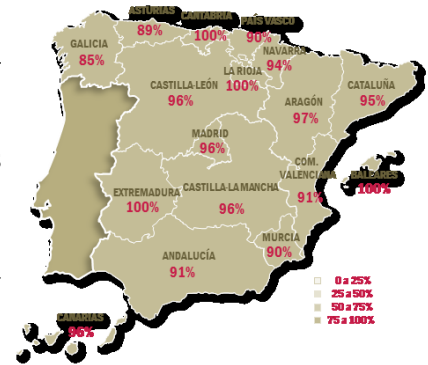 ASTURIAS
89%
CANTABRIA
100%
PAÍS VASCO
90%
GALICIA
85%
NAVARRA
94%
LA RIOJA
100%
CASTILLA-LEÓN
96%
ARAGÓN
97%
CATALUÑA
95%
MADRID
96%
COM.
VALENCIANA
91%
BALEARES
100%
EXTREMADURA
100%
CASTILLA-LA MANCHA
96%
MURCIA
90%
ANDALUCÍA
91%
CANARIAS
96%
0 a 25%
25 a 50%
50 a 75%
75 a 100%